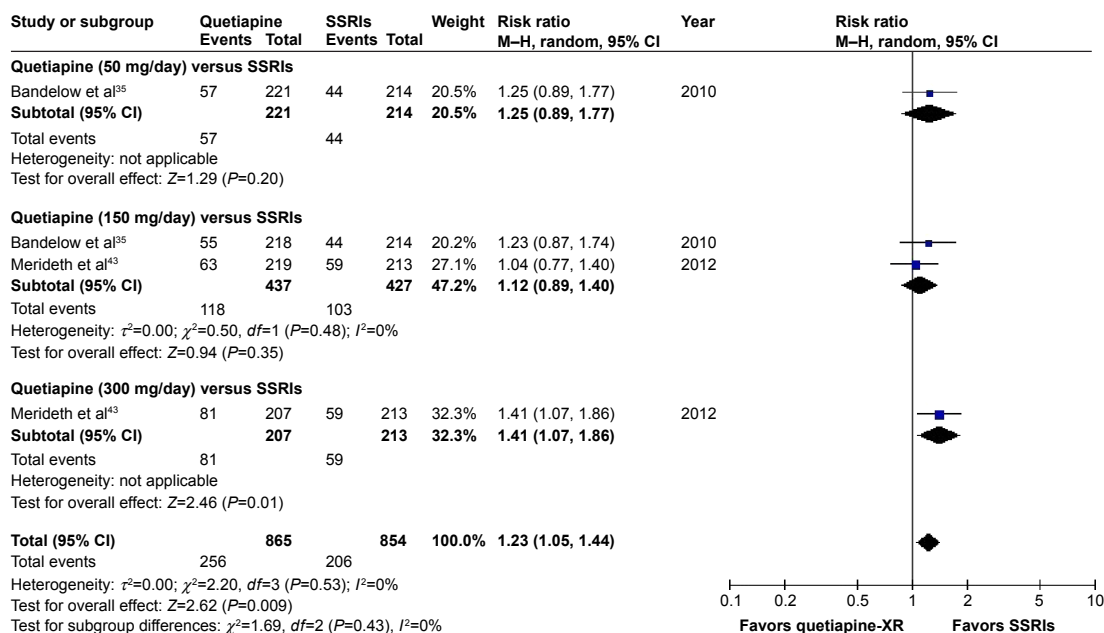 Study or subgroup Quetiapine SSRIs Weight Risk ratio Year Risk ratio
Events Total Events Total M–H, random, 95% CI M–H, random, 95% CI
Quetiapine (50 mg/day) versus SSRIs
Bandelow et al³⁵ 57 221 44 214 20.5% 1.25 (0.89, 1.77) 2010
Subtotal (95% CI) 221 214 20.5% 1.25 (0.89, 1.77)
Total events 57 44
Heterogeneity: not applicable
Test for overall effect: Z=1.29 (P=0.20)
Quetiapine (150 mg/day) versus SSRIs
Bandelow et al³⁵ 55 218 44 214 20.2% 1.23 (0.87, 1.74) 2010
Merideth et al⁴³ 63 219 59 213 27.1% 1.04 (0.77, 1.40) 2012
Subtotal (95% CI) 437 427 47.2% 1.12 (0.89, 1.40)
Total events 118 103
Heterogeneity: τ²=0.00; χ²=0.50, df=1 (P=0.48); I²=0%
Test for overall effect: Z=0.94 (P=0.35)
Quetiapine (300 mg/day) versus SSRIs
Merideth et al⁴³ 81 207 59 213 32.3% 1.41 (1.07, 1.86) 2012
Subtotal (95% CI) 207 213 32.3% 1.41 (1.07, 1.86)
Total events 81 59
Heterogeneity: not applicable
Test for overall effect: Z=2.46 (P=0.01)
Total (95% CI) 865 854 100.0% 1.23 (1.05, 1.44)
Total events 256 206
Heterogeneity: τ²=0.00; χ²=2.20, df=3 (P=0.53); I²=0%
Test for overall effect: Z=2.62 (P=0.009)
Test for subgroup differences: χ²=1.69, df=2 (P=0.43), I²=0%
0.1 0.2 0.5 1 2 5 10
Favors quetiapine-XR Favors SSRIs